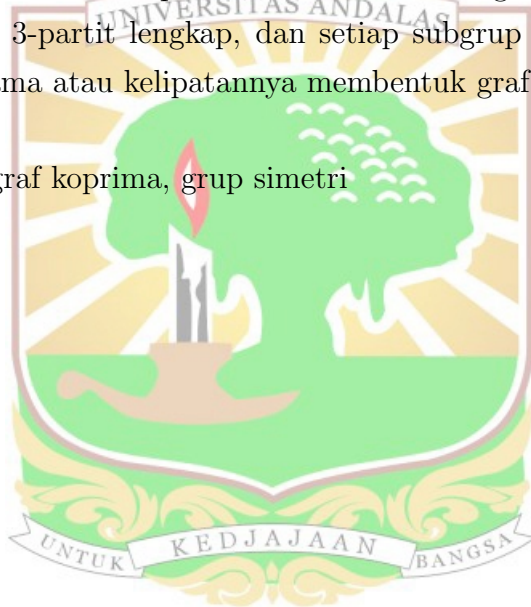 UNIVERSITAS ANDALAS
3-partit lengkap, dan setiap subgrup
ma atau kelipatannya membentuk graf
graf koprima, grup simetri
UNTUK KEDJAJAAN BANGSA